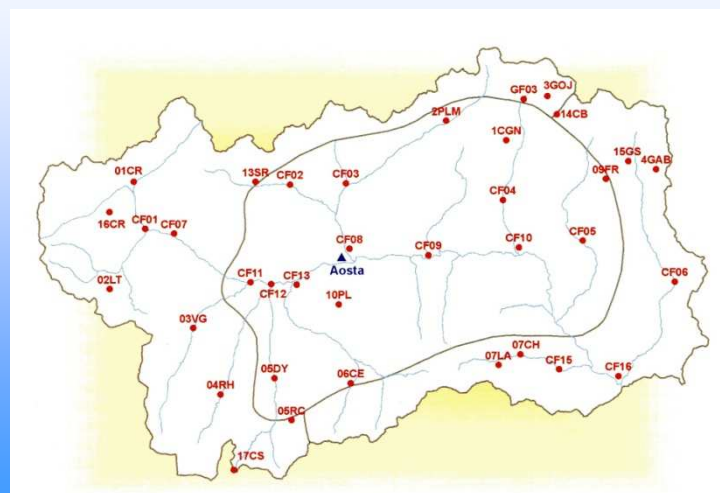 3GOJ
GF03
2PLM
14CB
1CGN
15GS
4GAB
01CR
13SR
CF02
CF03
09FR
CF04
16CR
CF01
CF07
CF05
CF08
CF09
CF10
Aosta
CF11
CF13
CF12
CF06
02LT
10PL
03VG
07CH
07LA
CF15
CF16
05DY
06CE
04RH
05RC
17CS